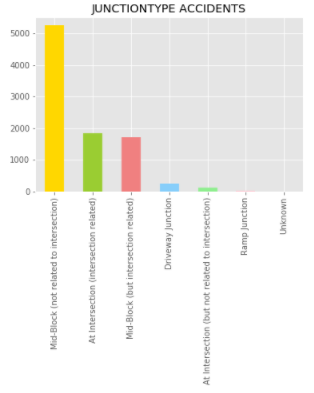 JUNCTIONTYPE ACCIDENTS
5000
4000
3000
2000
1000
0
Mid-Block (not related to intersection)
At Intersection (intersection related)
Mid-Block (but intersection related)
Driveway Junction
At Intersection (but not related to intersection)
Ramp Junction
Unknown